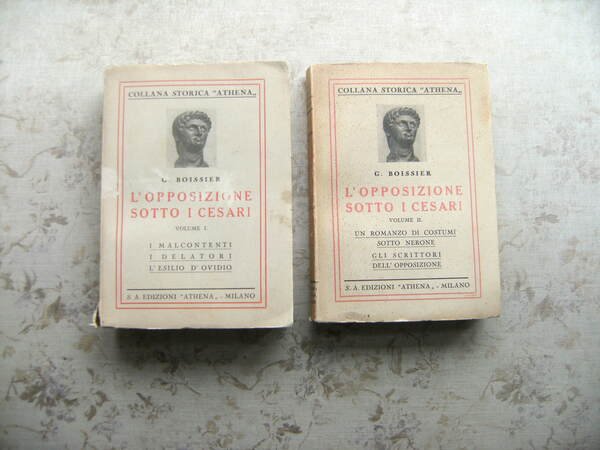 COLLANA STORICA "ATHENA„
G. BOISSIER
L'OPPOSIZIONE
SOTTO I CESARI
VOLUME I.
I MALCONTENTI
I DELATORI
L'ESILIO D'OVIDIO
S. A. EDIZIONI "ATHENA„ - MILANO
COLLANA STORICA "ATHENA„
G. BOISSIER
L'OPPOSIZIONE
SOTTO I CESARI
VOLUME II.
UN ROMANZO DI COSTUMI
SOTTO NERONE
GLI SCRITTORI
DELL'OPPOSIZIONE
S. A. EDIZIONI "ATHENA„ - MILANO